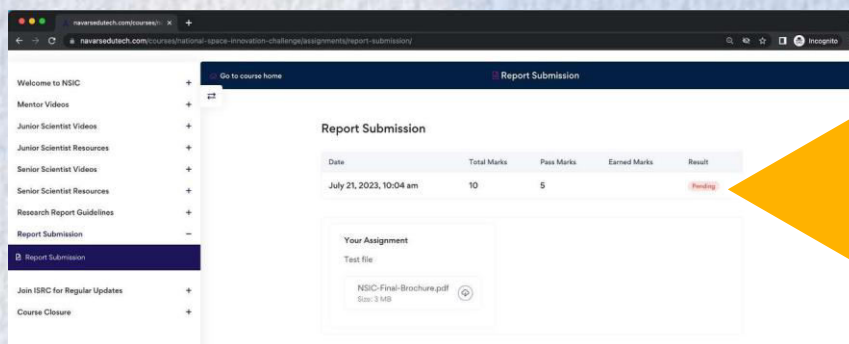 navarsedutech.com/courses/n
navarsedutech.com/courses/national-space-innovation-challenge/assignments/report-submission/
Incognito
Go to course home
Report Submission
Welcome to NSIC
Mentor Videos
Junior Scientist Videos
Junior Scientist Resources
Senior Scientist Videos
Senior Scientist Resources
Research Report Guidelines
Report Submission
Report Submission
Join ISRC for Regular Updates
Course Closure
Report Submission
Date Total Marks Pass Marks Earned Marks Result
July 21, 2023, 10:04 am 10 5 Pending
Your Assignment
Test file
NSIC-Final-Brochure.pdf
Size: 3 MB